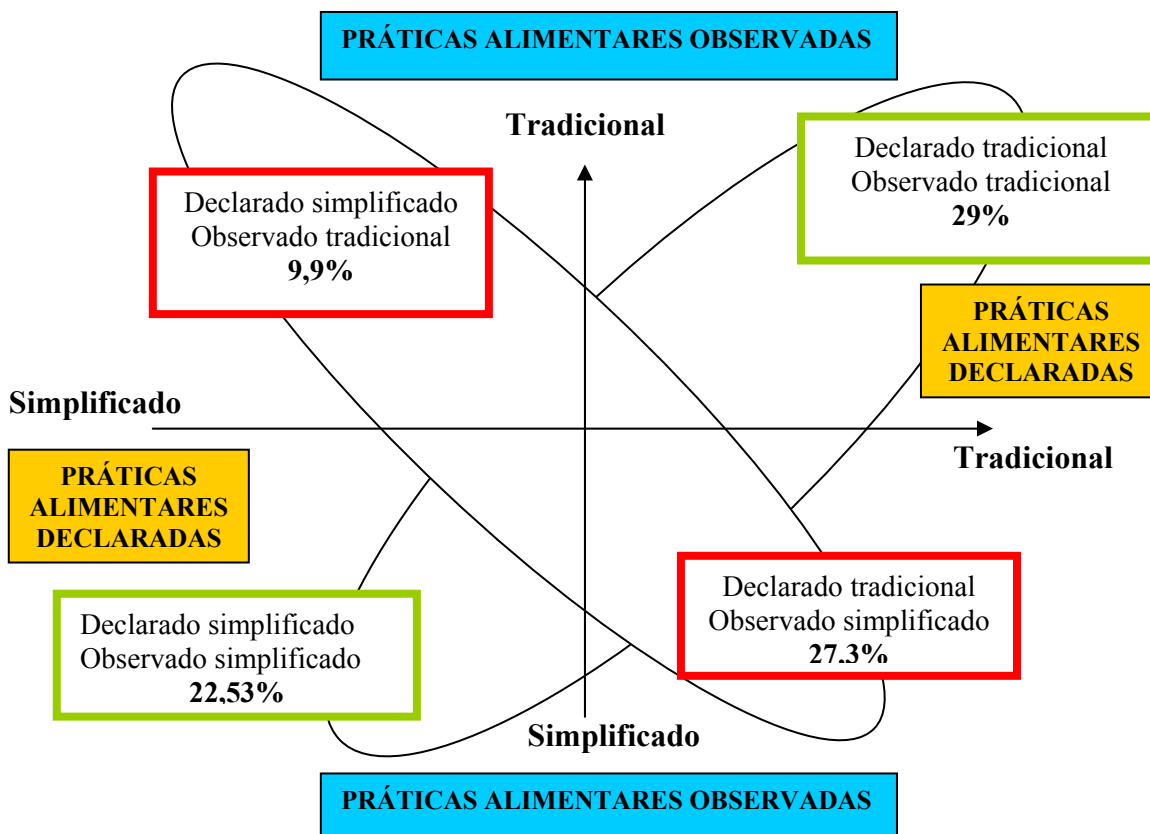 PRÁTICAS ALIMENTARES OBSERVADAS
Tradicional
Declarado tradicional
Observado tradicional
29%
Declarado simplificado
Observado tradicional
9,9%
PRÁTICAS
ALIMENTARES
DECLARADAS
Simplificado
Tradicional
PRÁTICAS
ALIMENTARES
DECLARADAS
Declarado tradicional
Observado simplificado
27,3%
Declarado simplificado
Observado simplificado
22,53%
Simplificado
PRÁTICAS ALIMENTARES OBSERVADAS